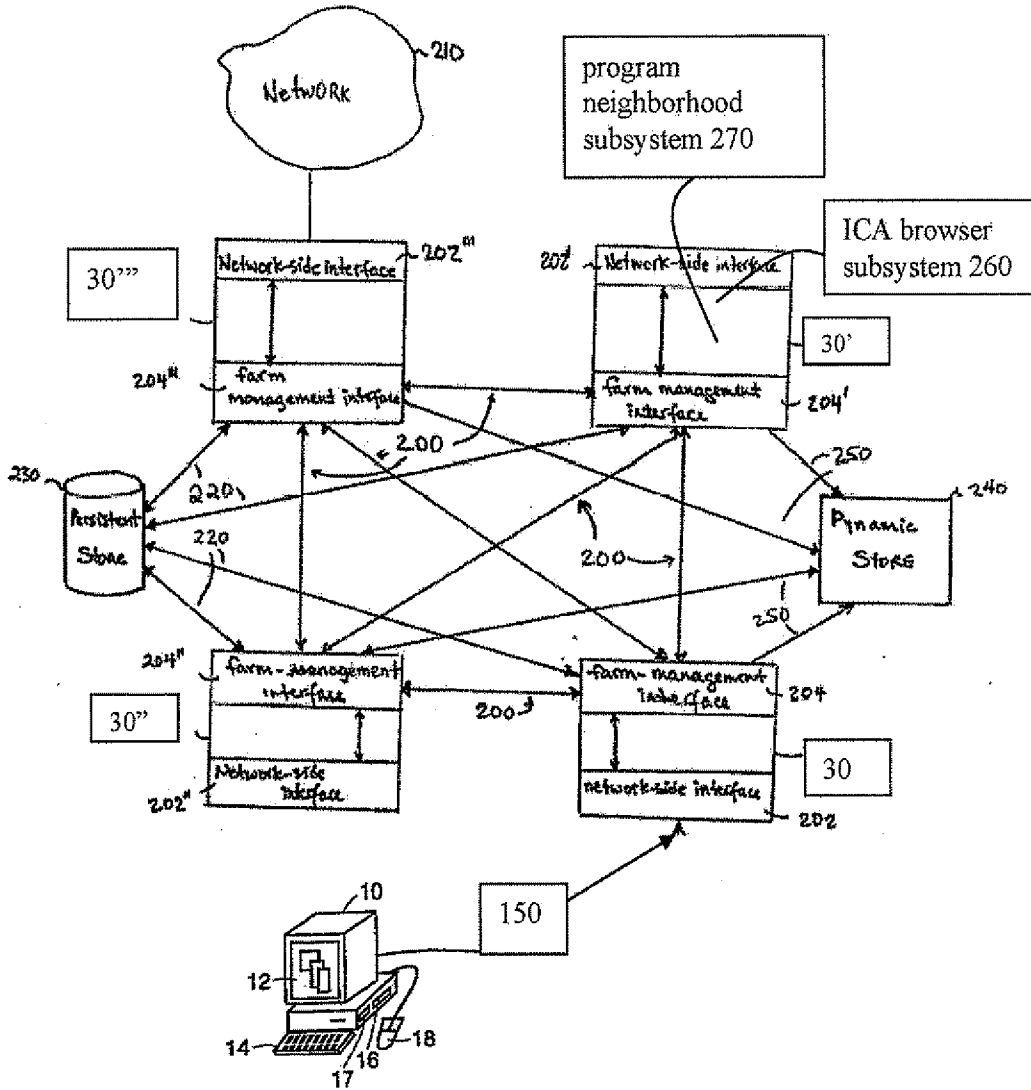 210
NETWORK
program
neighborhood
subsystem 270
ICA browser
subsystem 260
Network-side interface
202'''
202'
Network-side interface
30''''
30'
204'''
farm
management interface
farm management
interface
204'
200
250
230
220
240
Persistent
Store
Dynamic
STORE
220
200
250
204"
farm-management
interface
farm-management
interface
204
200
30”
30
Network-side
interface
202"
network-side interface
202
10
150
12
14
17
16
18